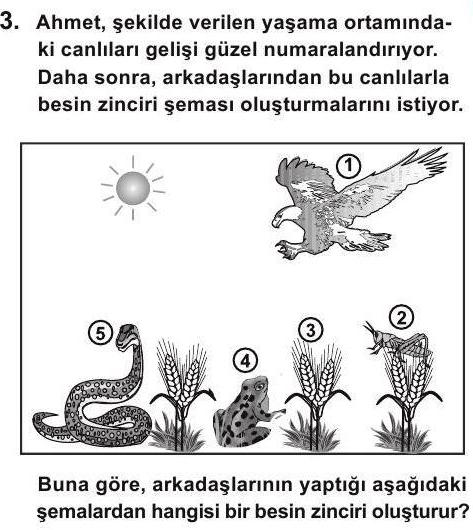 3. Ahmet, şekilde verilen yaşama ortamında-
ki canlıları gelişi güzel numaralandırıyor.
Daha sonra, arkadaşlarından bu canlılarla
besin zinciri şeması oluşturmalarını istiyor.
1
2
3
4
5
Buna göre, arkadaşlarının yaptığı aşağıdaki
şemalardan hangisi bir besin zinciri oluşturur?